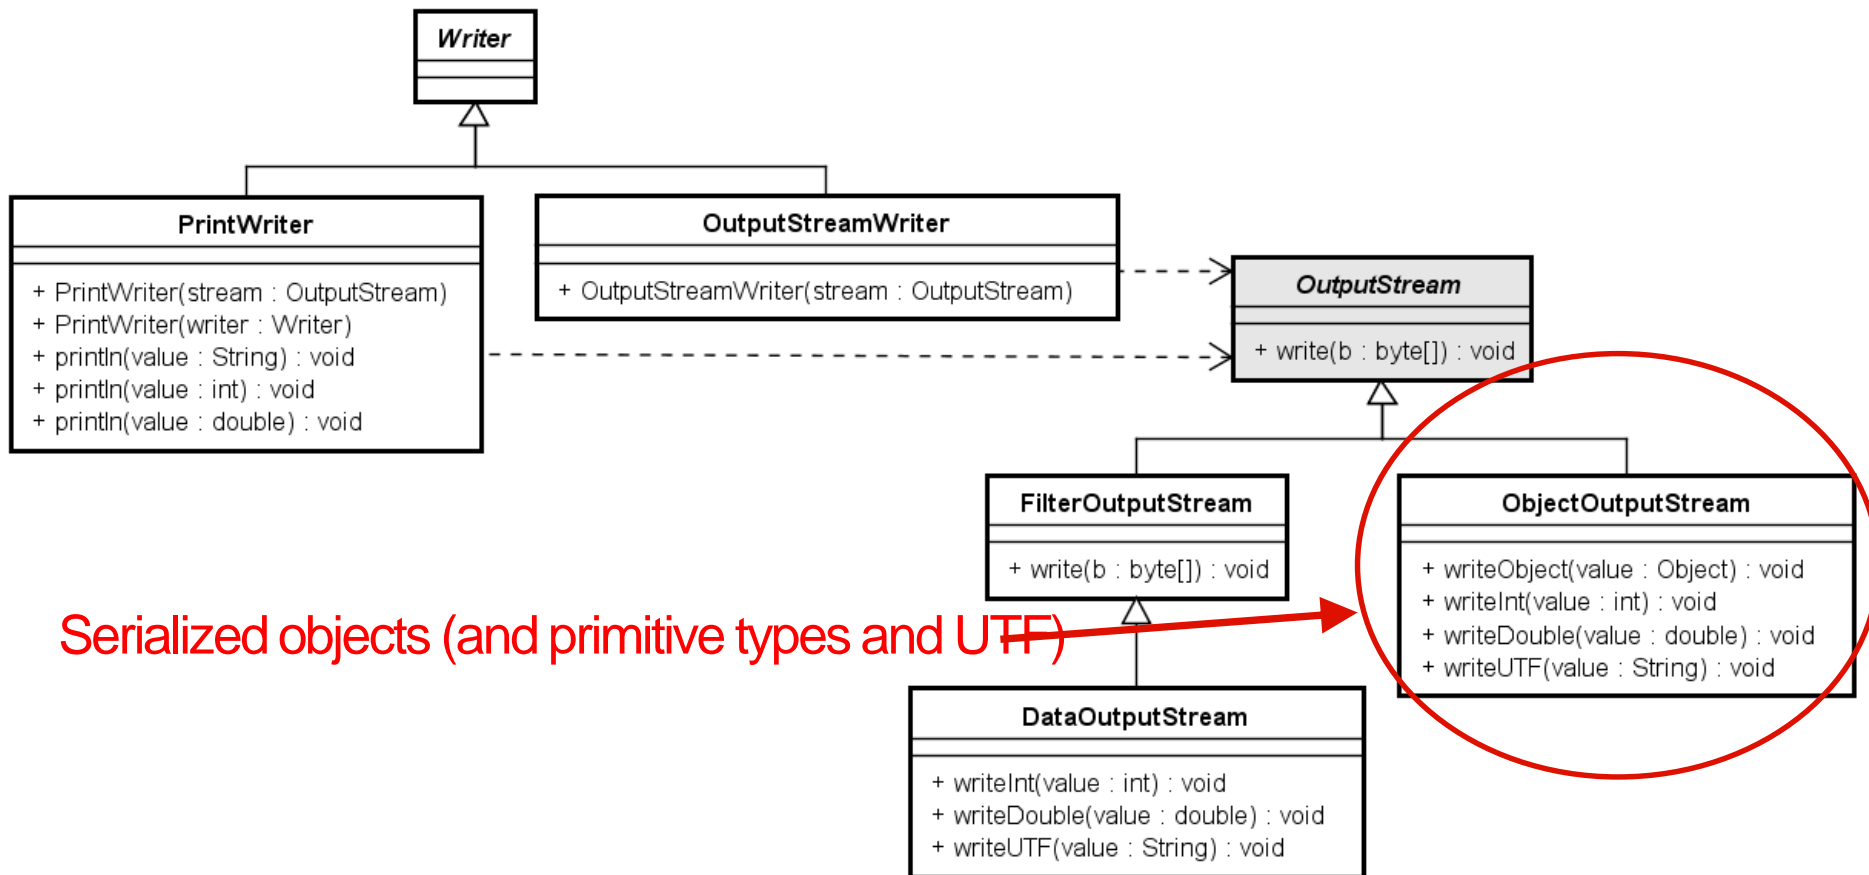 Writer
PrintWriter
+ PrintWriter(stream : OutputStream)
+ PrintWriter(writer : Writer)
+ println(value : String) : void
+ println(value : int) : void
+ println(value : double) : void
OutputStreamWriter
+ OutputStreamWriter(stream : OutputStream)
OutputStream
+ write(b : byte[]) : void
FilterOutputStream
+ write(b : byte[]) : void
ObjectOutputStream
+ writeObject(value : Object) : void
+ writeInt(value : int) : void
+ writeDouble(value : double) : void
+ writeUTF(value : String) : void
Serialized objects (and primitive types and UTF)
DataOutputStream
+ writeInt(value : int) : void
+ writeDouble(value : double) : void
+ writeUTF(value : String) : void